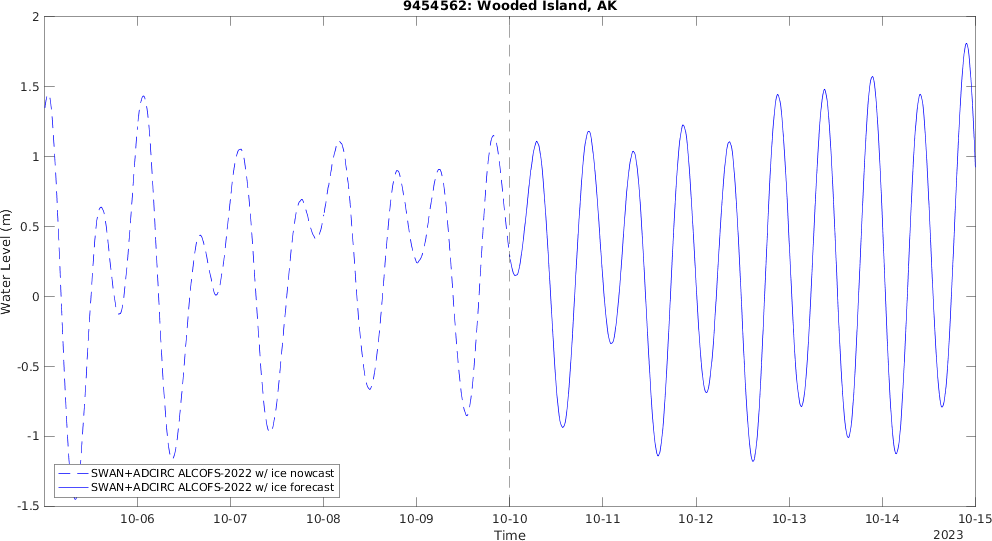 9454562: Wooded Island, AK
2
1.5
1
0.5
0
-0.5
-1
-1.5
Water Level (m)
SWAN+ADCIRC ALCOFS-2022 w/ ice nowcast
SWAN+ADCIRC ALCOFS-2022 w/ ice forecast
10-06 10-07 10-08 10-09 10-10 10-11 10-12 10-13 10-14 10-15
Time
2023